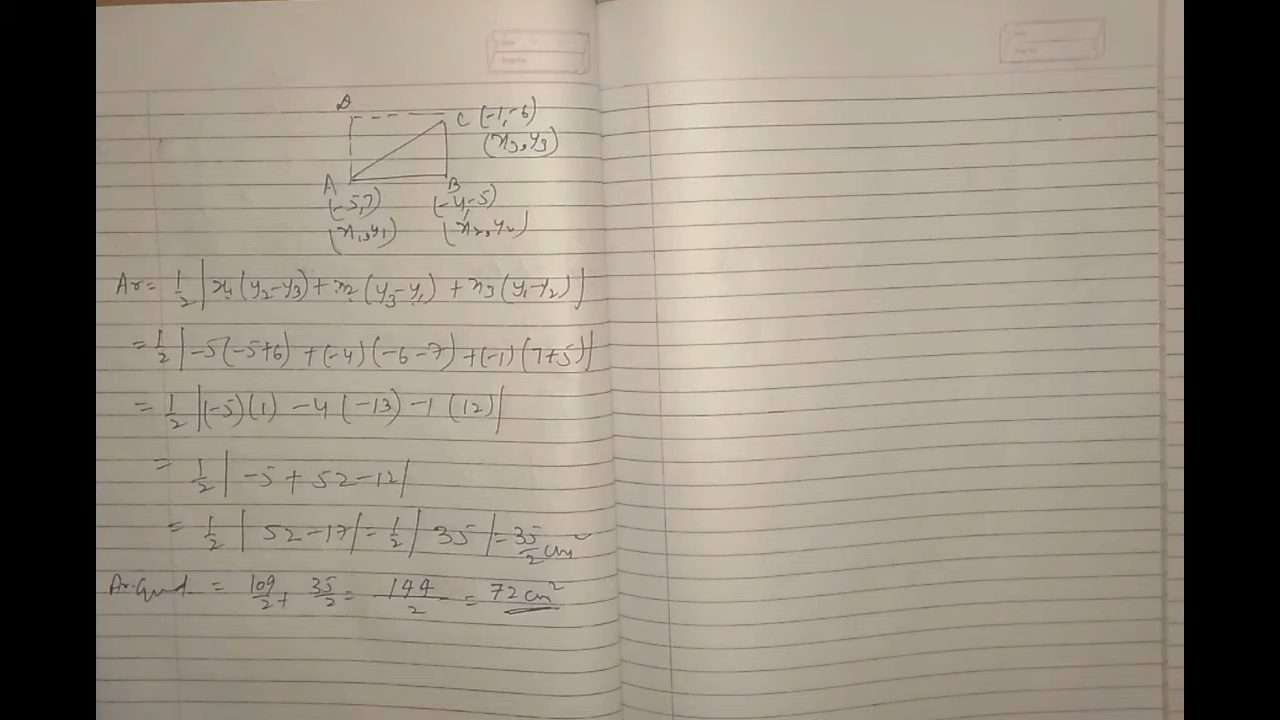 D
C (-1,-6)
(x3,y3)
A
B
(-5,7)
(-4,-5)
(x1,y1)
(x2,y2)
Ar= 1/2 |x1(y2-y3)+x2(y3-y1)+x3(y1-y2)|
=1/2 |-5(-5+6)+(-4)(-6-7)+(-1)(7+5)|
= 1/2 |(-5)(1) -4(-13)-1(12)|
= 1/2 |-5+52-12|
= 1/2 |52-17|=1/2 |35|=35/2 cm²
Ar.Quad = 109/2 + 35/2 = 144/2 = 72 cm²